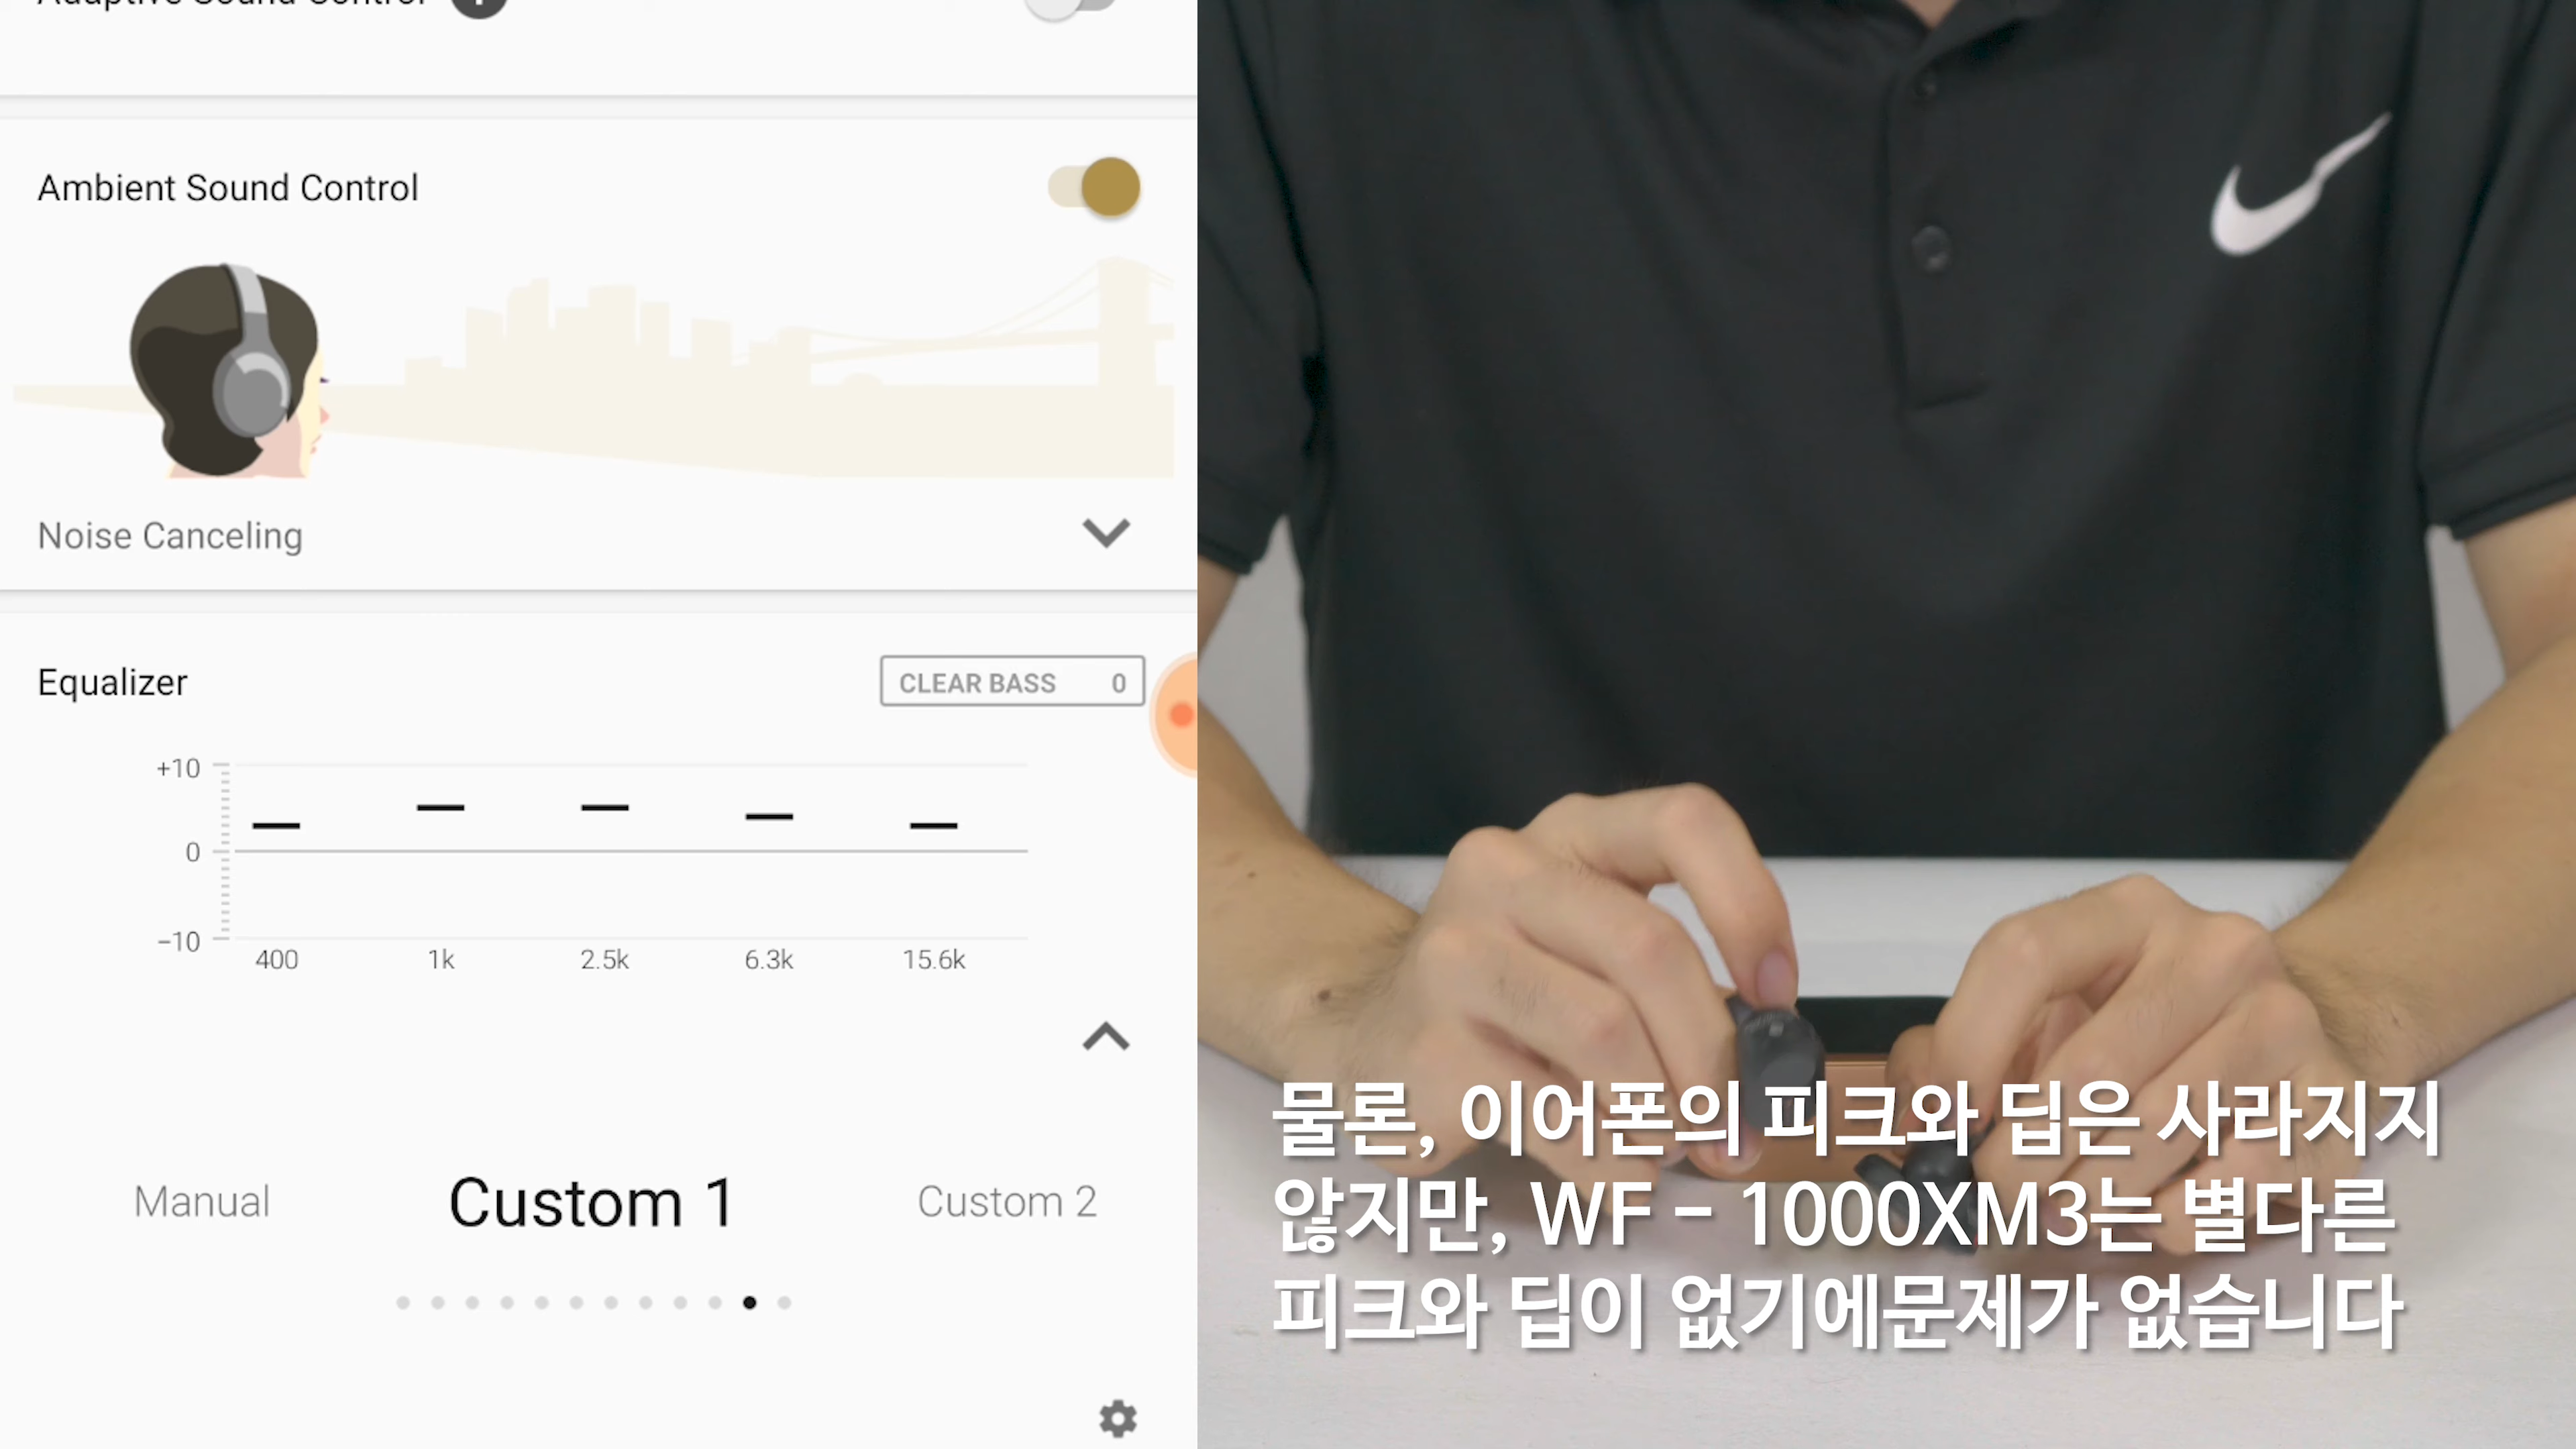 Adaptive Sound Control
Ambient Sound Control
Noise Canceling
Equalizer
CLEAR BASS 0
+10
0
-10
400 1k 2.5k 6.3k 15.6k
Manual Custom 1 Custom 2
물론, 이어폰의 피크와 딥은 사라지지
않지만, WF - 1000XM3는 별다른
피크와 딥이 없기에문제가 없습니다